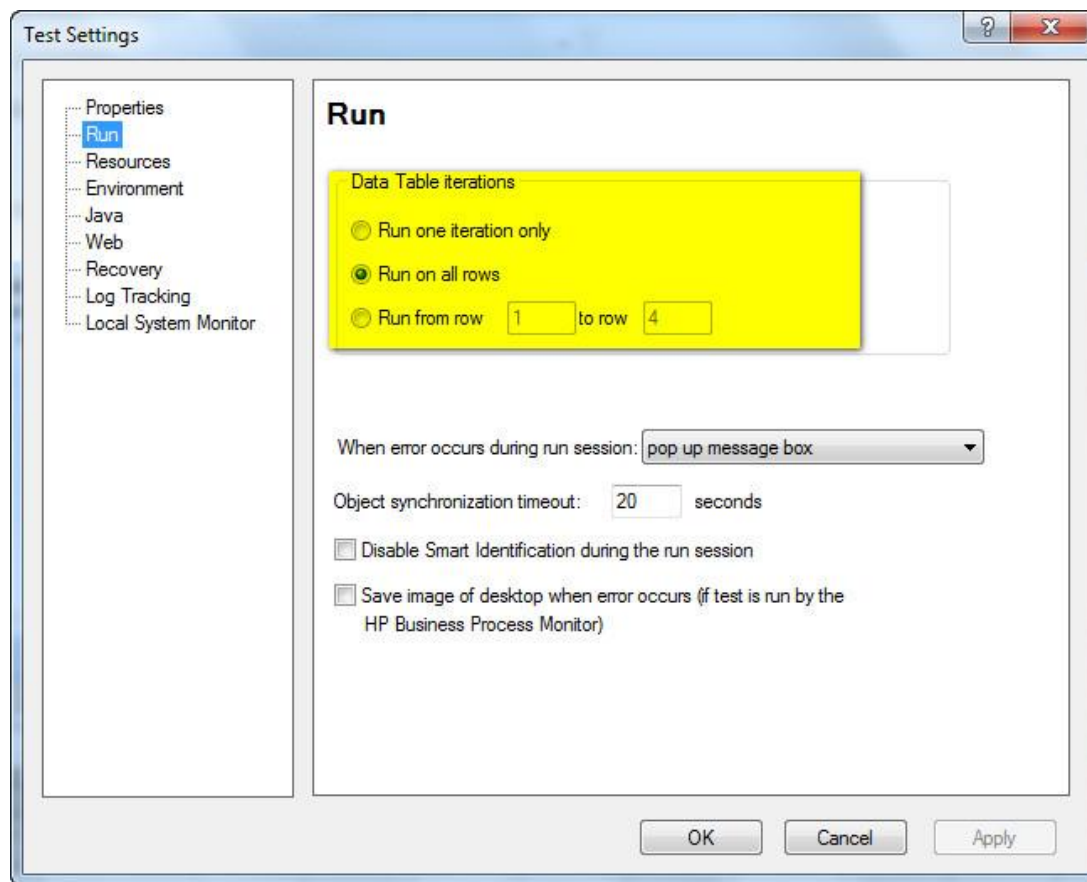 Test Settings
Properties
Run
Resources
Environment
Java
Web
Recovery
Log Tracking
Local System Monitor
Run
Data Table iterations
Run one iteration only
Run on all rows
Run from row 1 to row 4
When error occurs during run session: pop up message box
Object synchronization timeout: 20 seconds
Disable Smart Identification during the run session
Save image of desktop when error occurs (if test is run by the
HP Business Process Monitor)
OK Cancel Apply